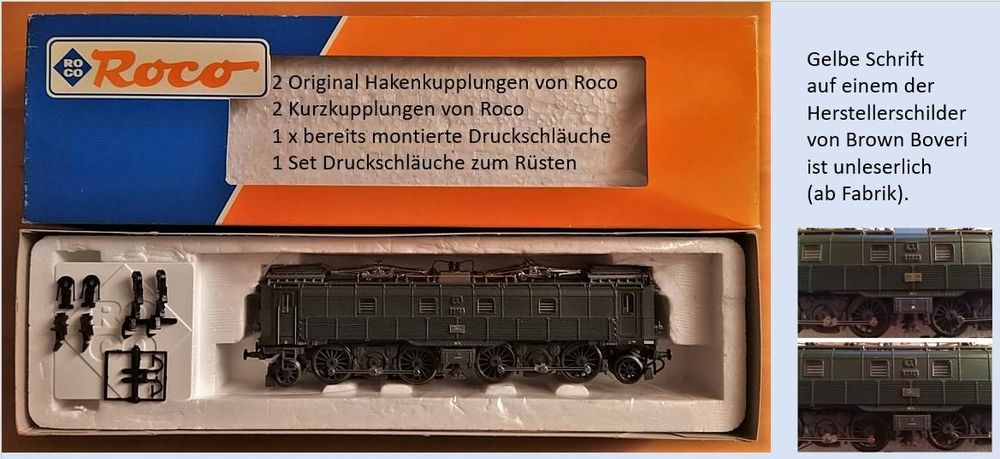 ROCO
Roco
2 Original Hakenkupplungen von Roco
2 Kurzkupplungen von Roco
1 x bereits montierte Druckschläuche
1 Set Druckschläuche zum Rüsten
Gelbe Schrift
auf einem der
Herstellerschilder
von Brown Boveri
ist unleserlich
(ab Fabrik).